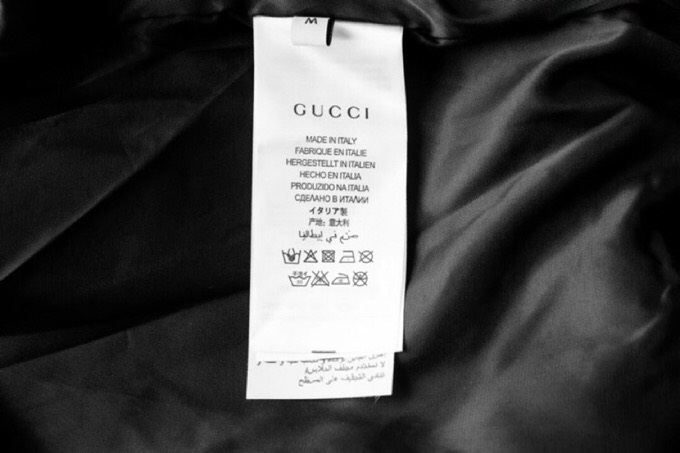 M
GUCCI
MADE IN ITALY
FABRIQUE EN ITALIE
HERGESTELLT IN ITALIEN
HECHO EN ITALIA
PRODUZIDO NA ITALIA
СДЕЛАНО В ИТАЛИИ
イタリア製
产地: 意大利
صنع في إيطاليا